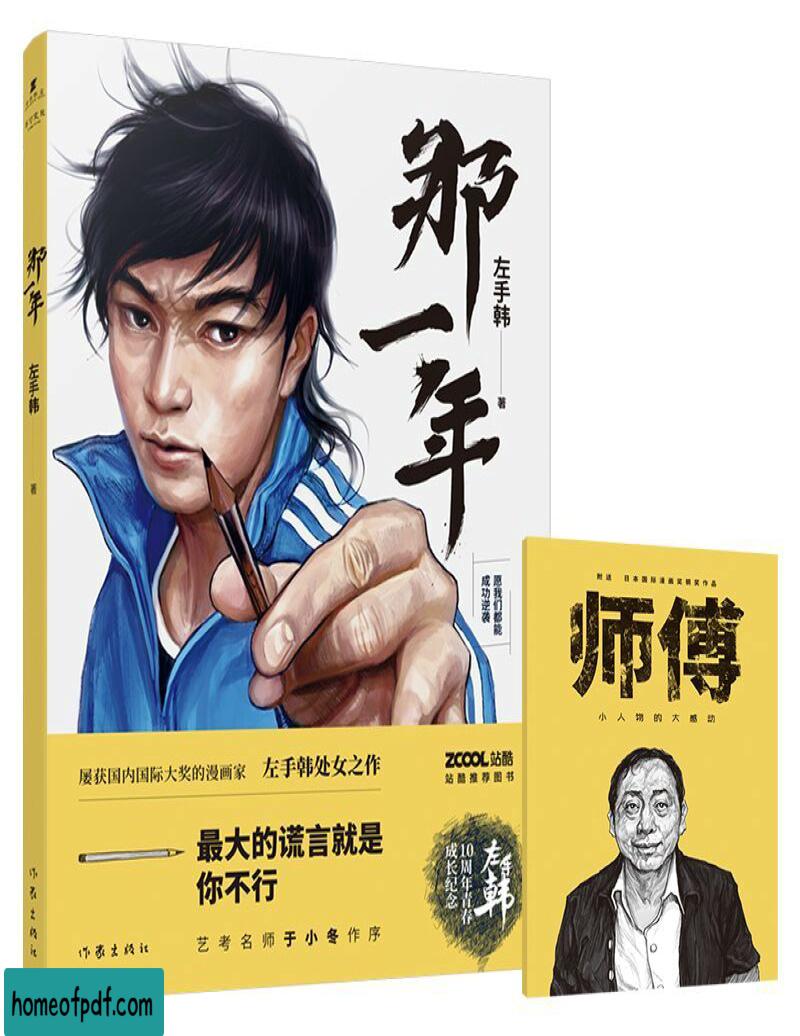 那一年
左手韩
著
那一年
左手韩
著
愿我们都能
成功逆袭
屡获国内国际大奖的漫画家 左手韩处女之作
ZCOOL站酷
站酷推荐图书
最大的谎言就是
你不行
左手韩
10周年青春
成长纪念
艺考名师于小冬作序
作家出版社
作家出版社
附送 日本国际漫画奖铜奖作品
师傅
小人物的大感动
homeofpdf.com